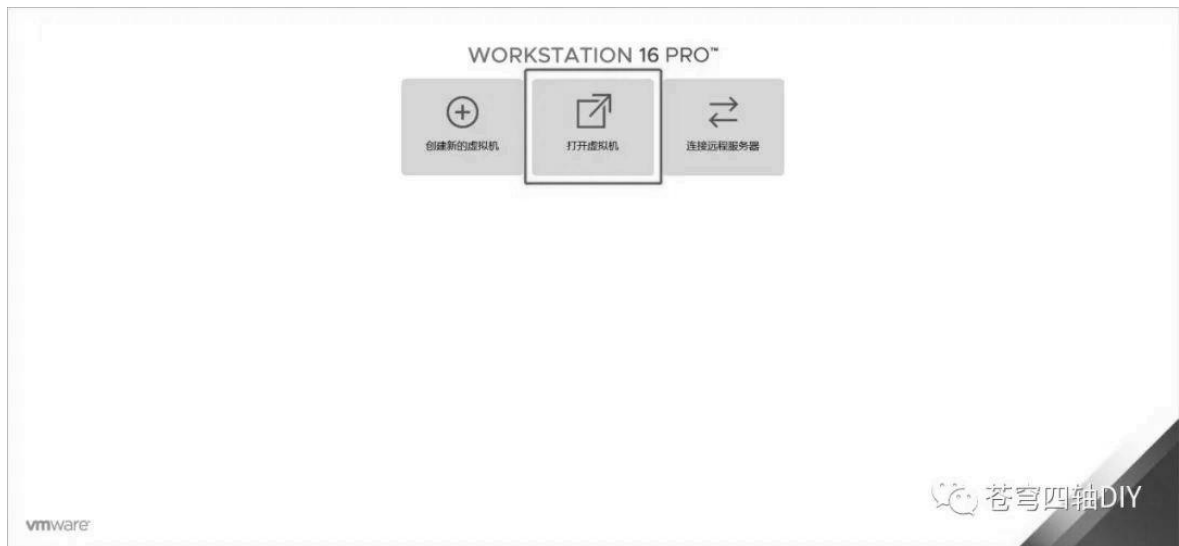 WORKSTATION 16 PRO™
创建新的虚拟机
打开虚拟机
连接远程服务器
苍穹四轴DIY
vmware®